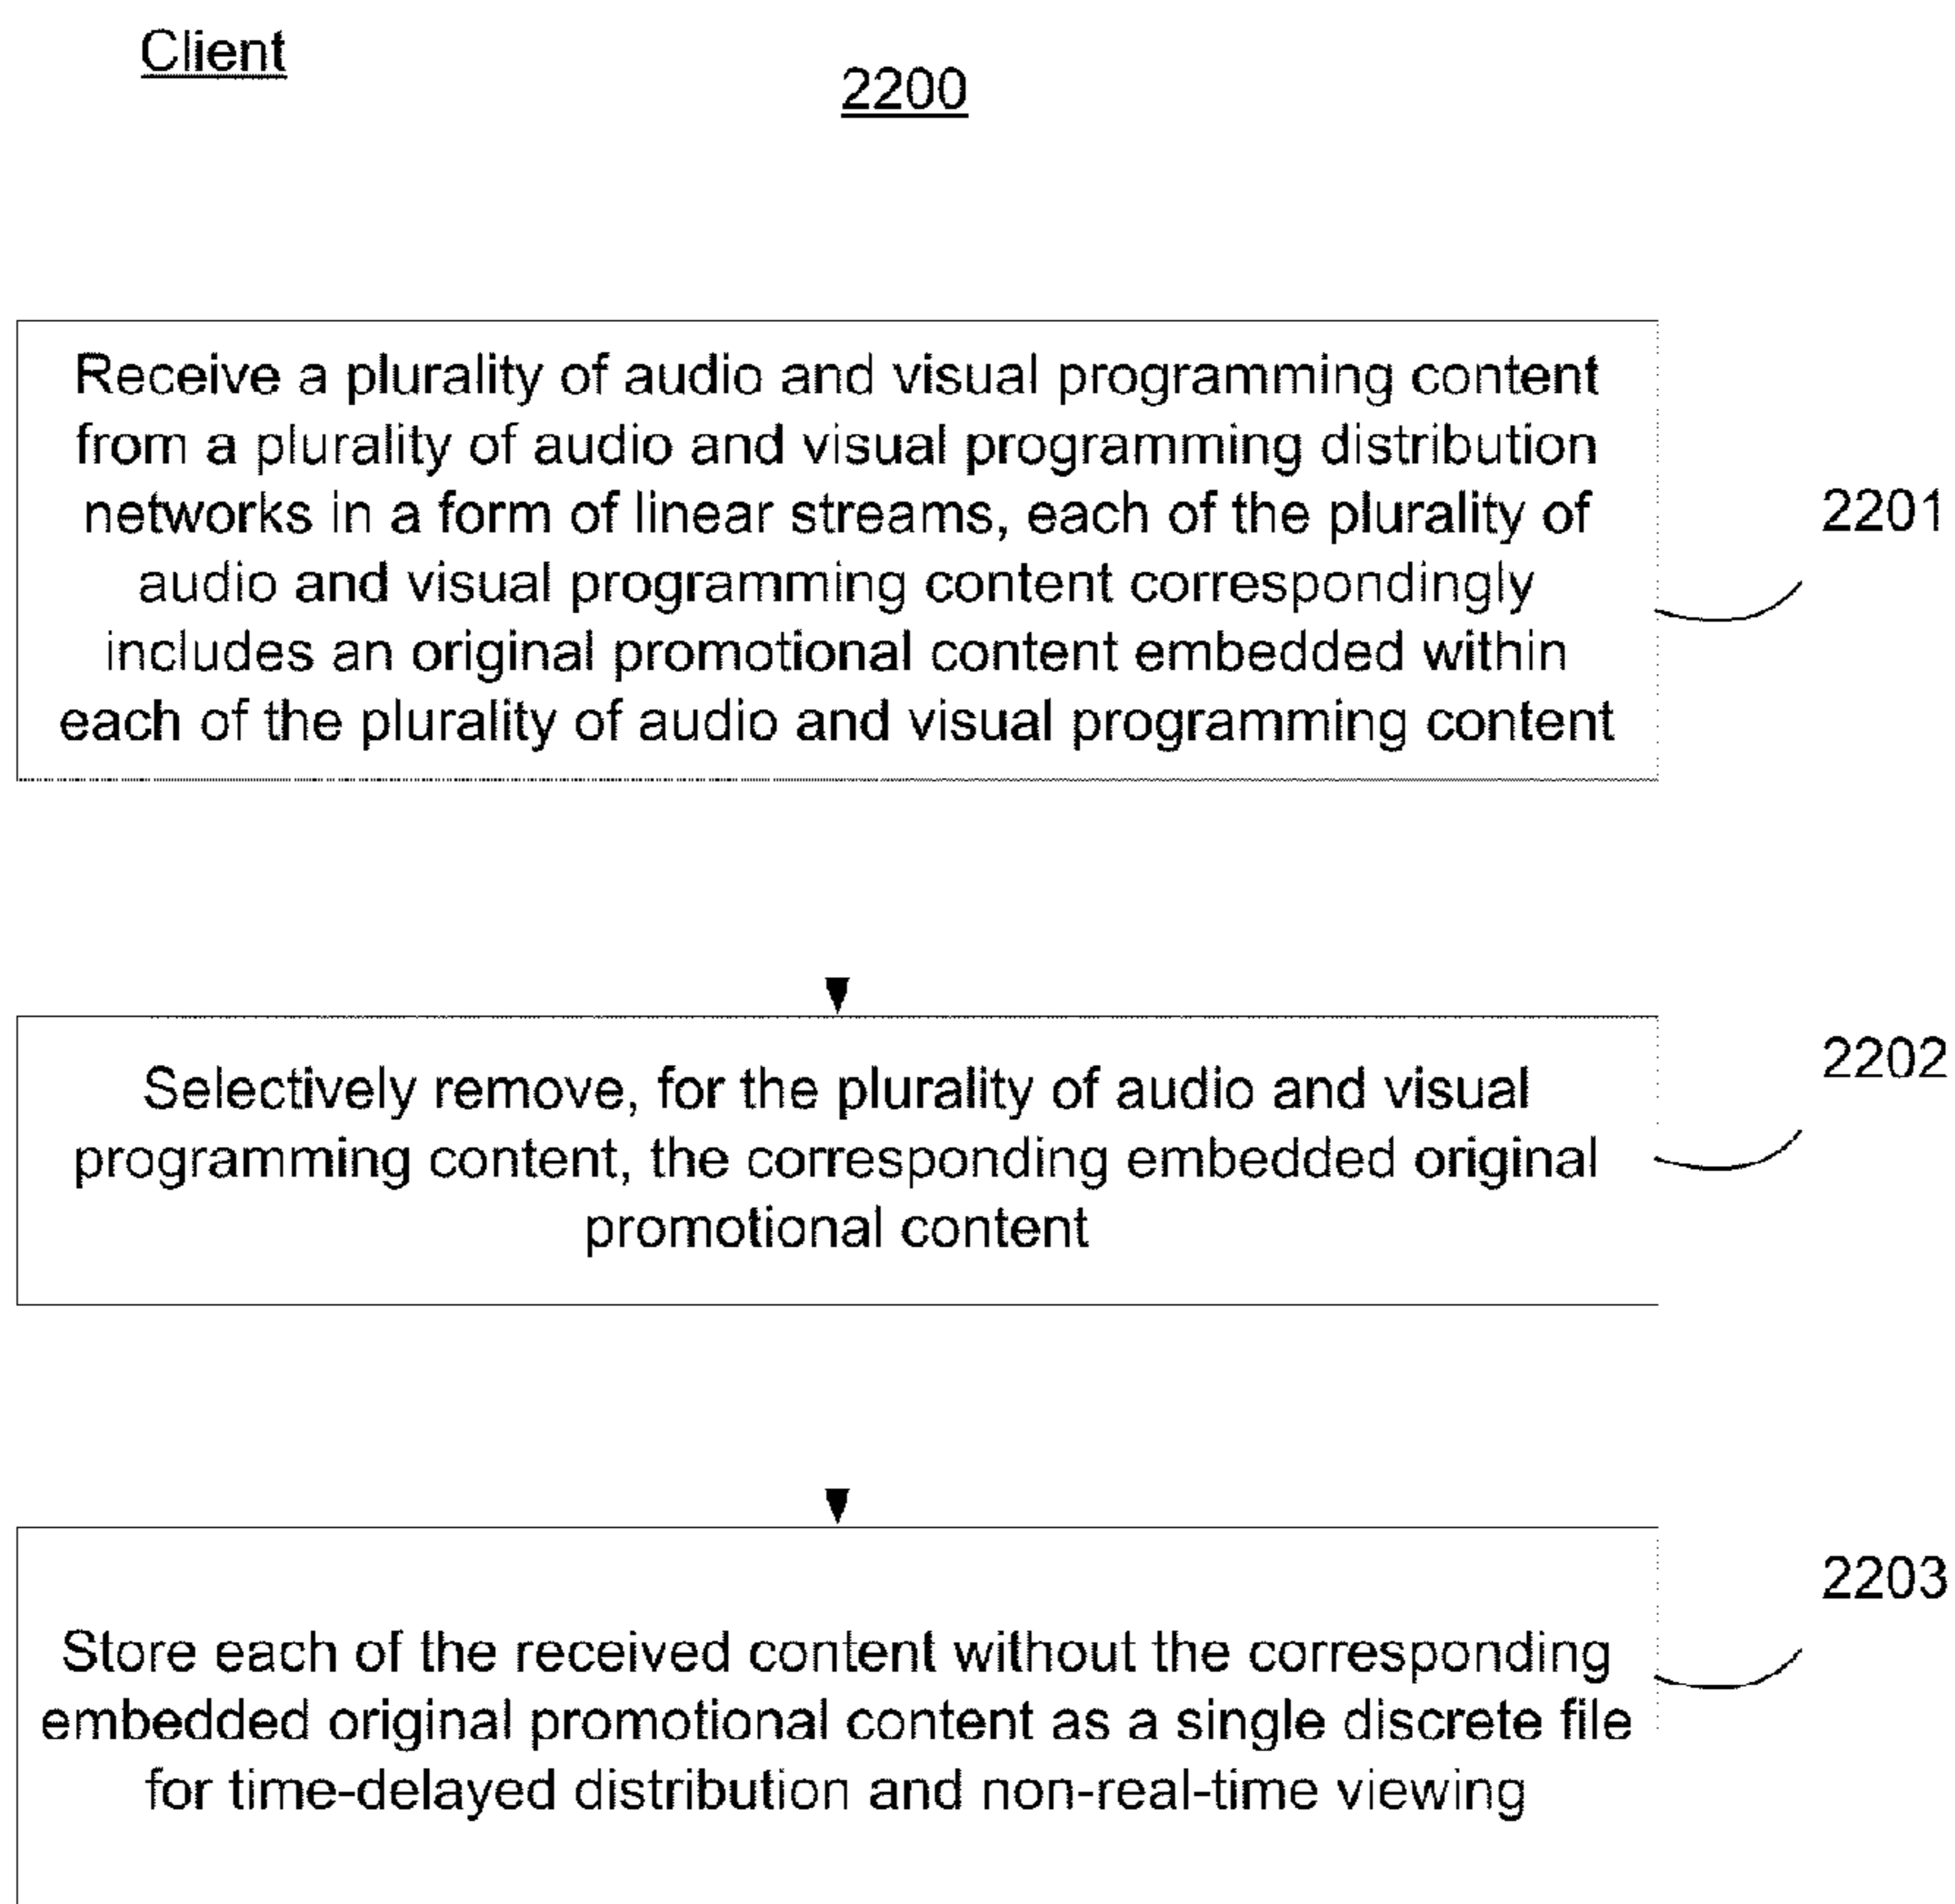 Client
2200
Receive a plurality of audio and visual programming content
from a plurality of audio and visual programming distribution
networks in a form of linear streams, each of the plurality of
audio and visual programming content correspondingly
includes an original promotional content embedded within
each of the plurality of audio and visual programming content
2201
Selectively remove, for the plurality of audio and visual
programming content, the corresponding embedded original
promotional content
2202
Store each of the received content without the corresponding
embedded original promotional content as a single discrete file
for time-delayed distribution and non-real-time viewing
2203